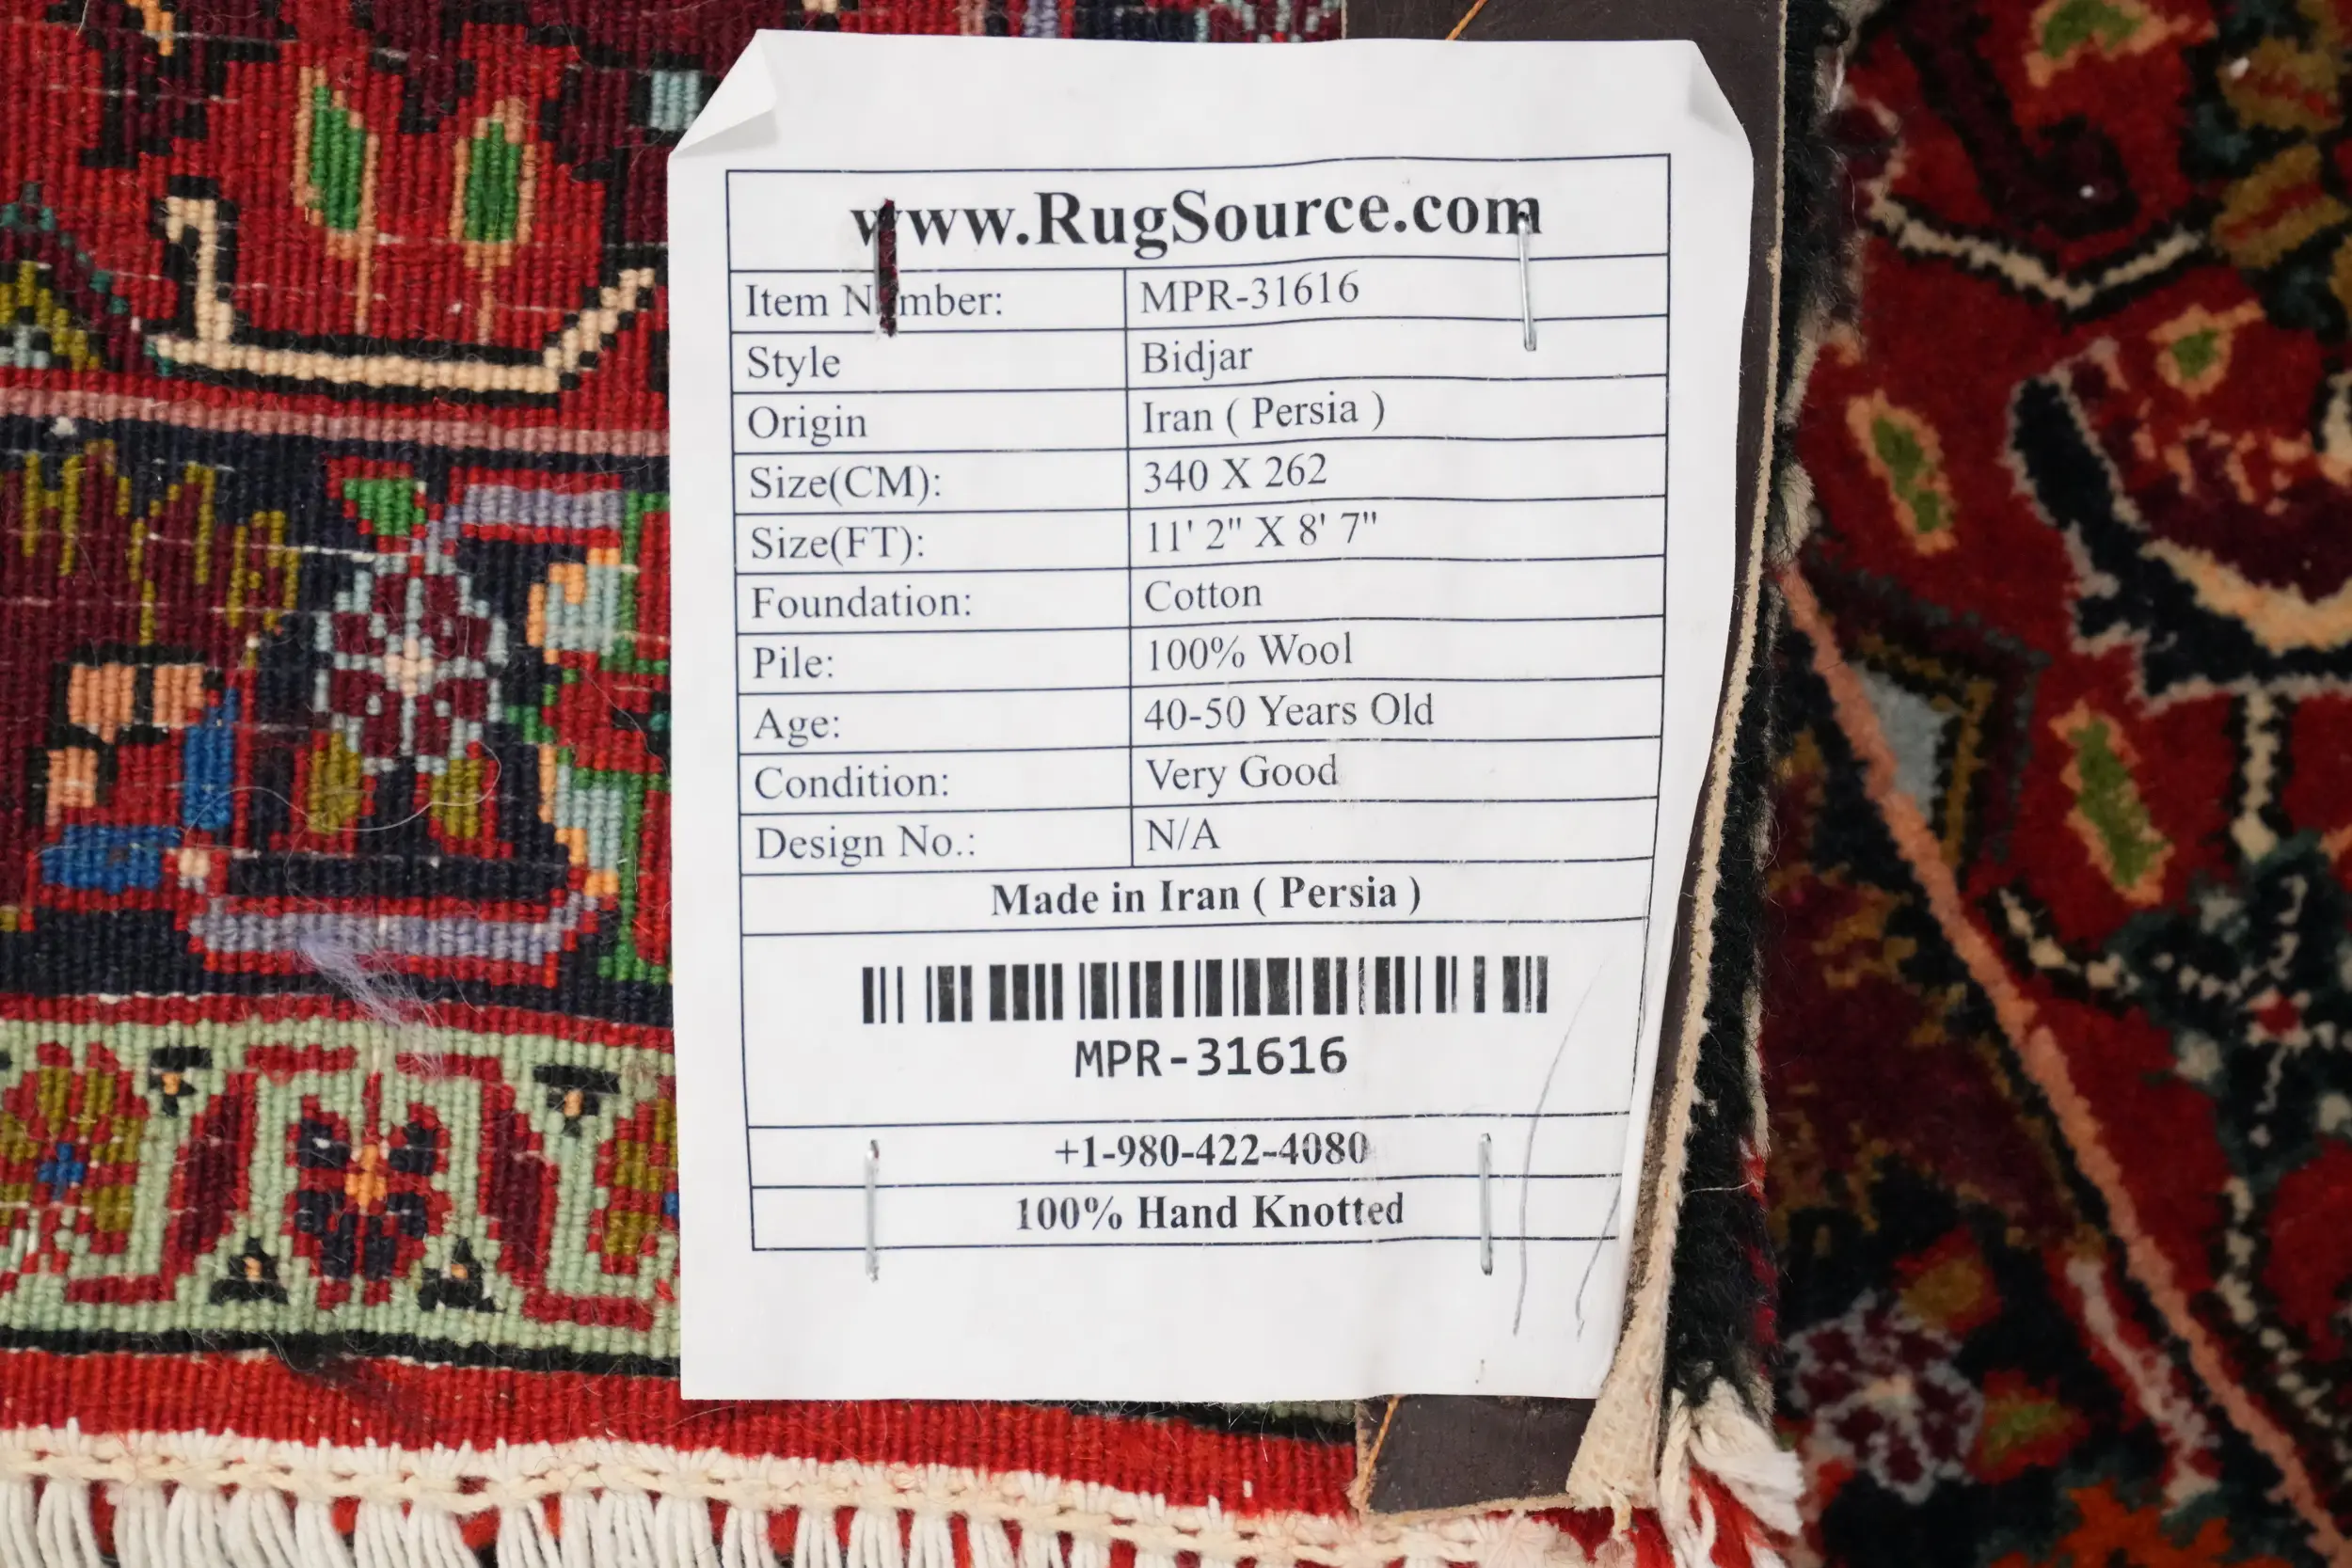 www.RugSource.com
Item Number: MPR-31616
Style Bidjar
Origin Iran ( Persia )
Size(CM): 340 X 262
Size(FT): 11' 2" X 8' 7"
Foundation: Cotton
Pile: 100% Wool
Age: 40-50 Years Old
Condition: Very Good
Design No.: N/A
Made in Iran ( Persia )
MPR-31616
+1-980-422-4080
100% Hand Knotted